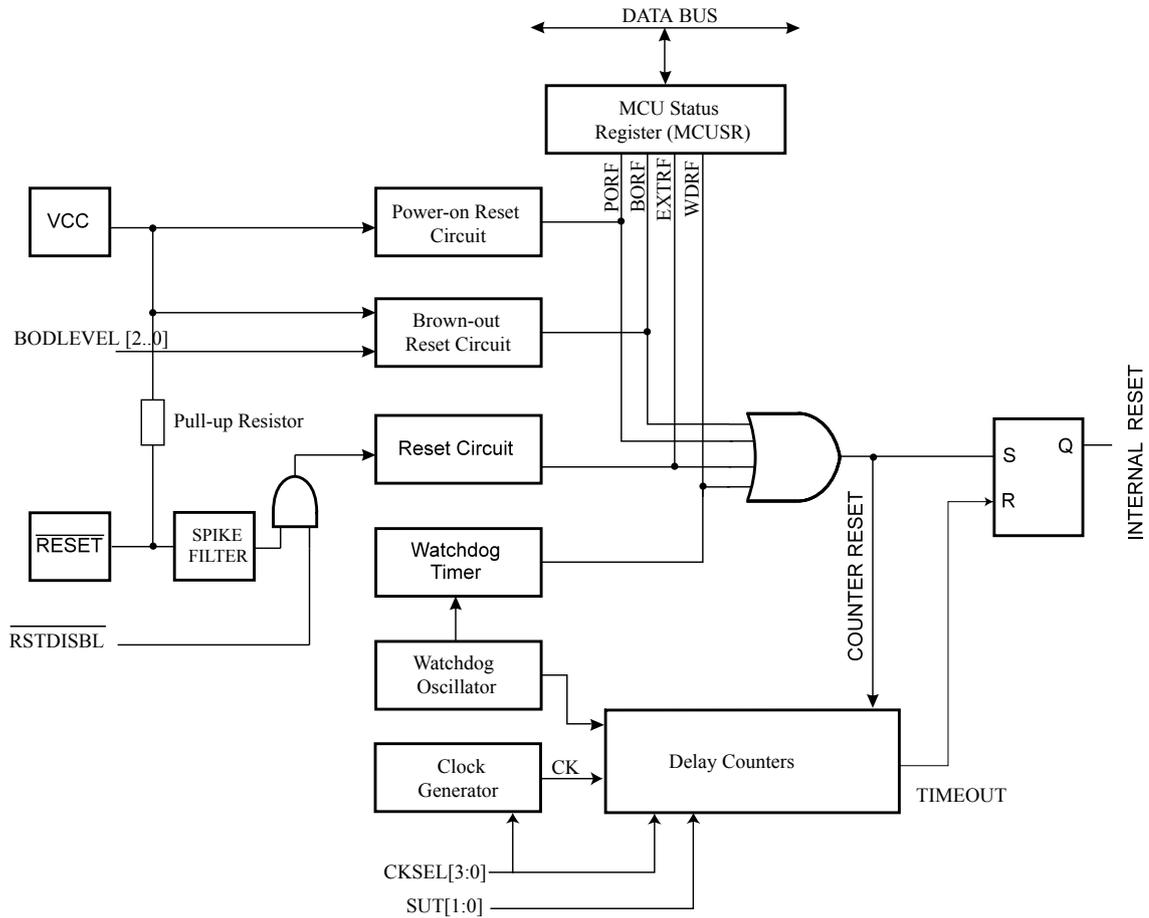 DATA BUS
MCU Status
Register (MCUSR)
PORF
BORF
EXTRF
WDRF
VCC
Power-on Reset
Circuit
Brown-out
Reset Circuit
BODLEVEL [2..0]
Pull-up Resistor
Reset Circuit
S
Q
R
INTERNAL RESET
RESET
SPIKE
FILTER
Watchdog
Timer
COUNTER RESET
RSTDISBL
Watchdog
Oscillator
Clock
Generator
CK
Delay Counters
TIMEOUT
CKSEL[3:0]
SUT[1:0]